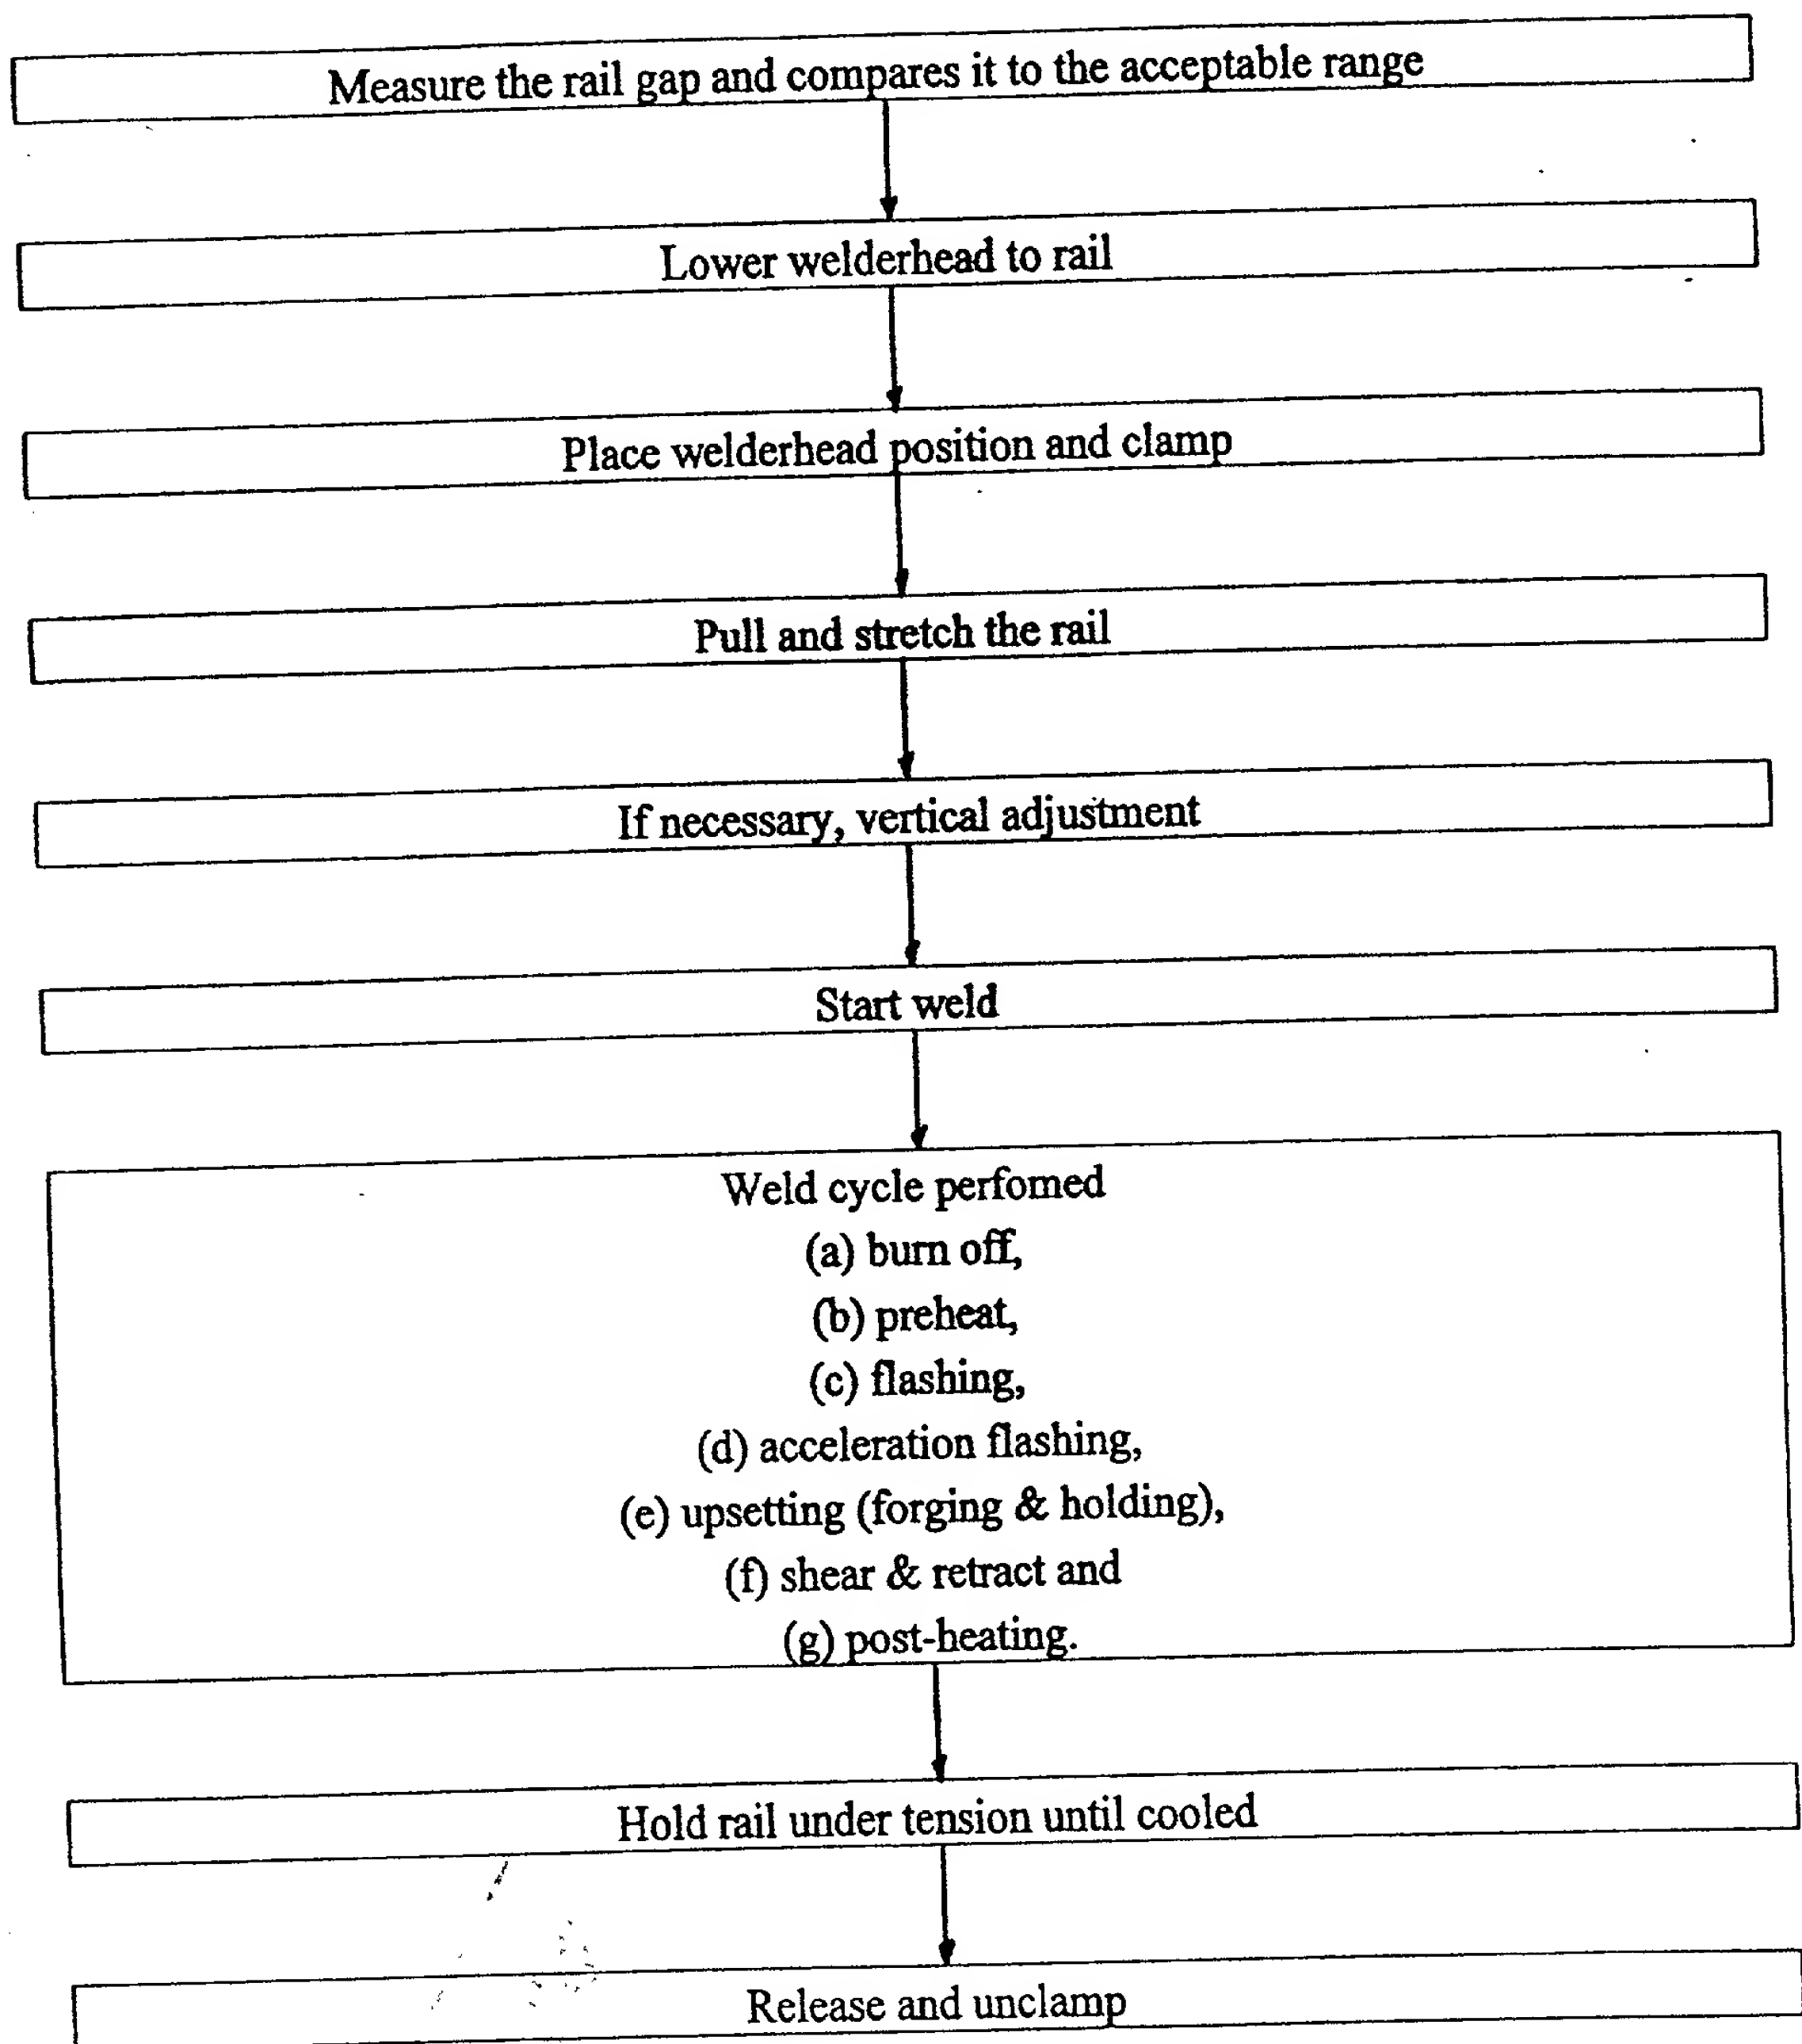 Measure the rail gap and compares it to the acceptable range
Lower welderhead to rail
Place welderhead position and clamp
Pull and stretch the rail
If necessary, vertical adjustment
Start weld
Weld cycle perfomed
(a) burn off,
(b) preheat,
(c) flashing,
(d) acceleration flashing,
(e) upsetting (forging & holding),
(f) shear & retract and
(g) post-heating.
Hold rail under tension until cooled
Release and unclamp